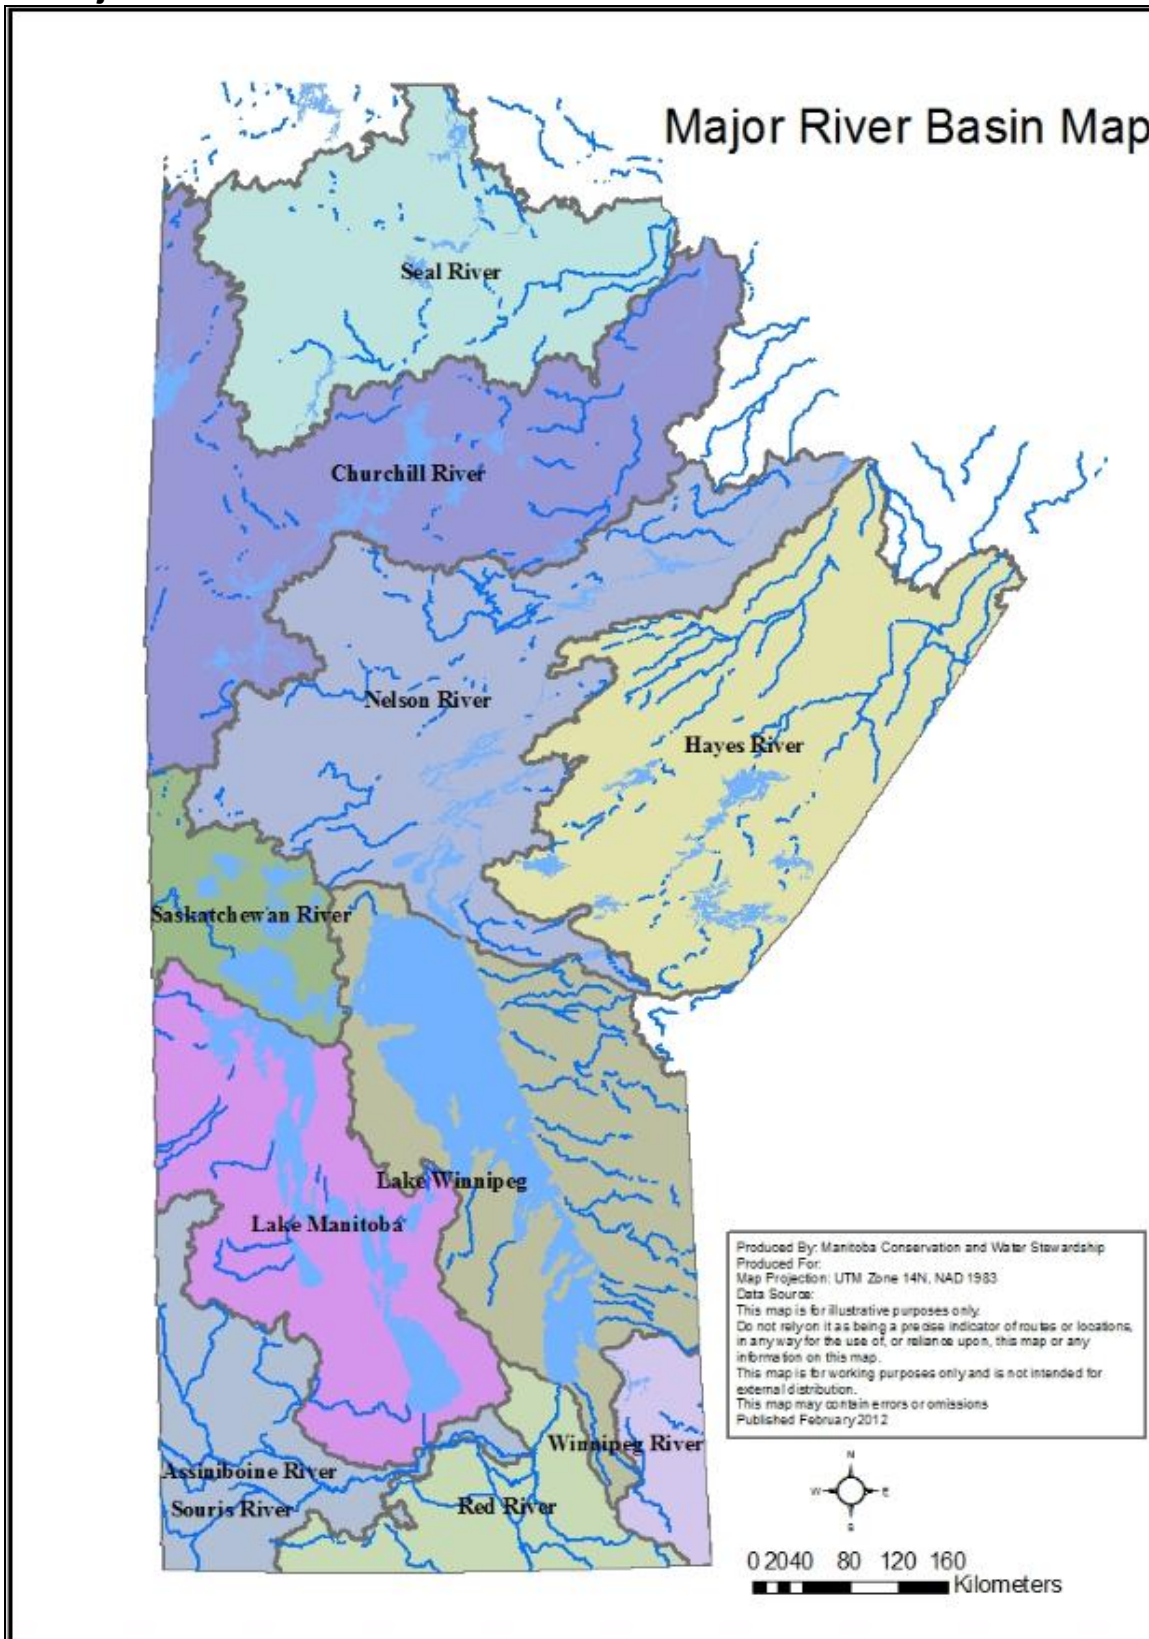 Major River Basin Map
Seal River
Churchill River
Nelson River
Hayes River
Saskatchewan River
Lake Winnipeg
Lake Manitoba
Produced By: Manitoba Conservation and Water Stewardship
Produced For:
Map Projection: UTM Zone 14N, NAD 1983
Data Source:
This map is for illustrative purposes only.
Do not rely on it as being a precise indicator of routes or locations,
in any way for the use of, or reliance upon, this map or any
information on this map.
This map is for working purposes only and is not intended for
external distribution.
This map may contain errors or omissions
Published February 2012
Winnipeg River
Assiniboine River
Souris River
Red River
N
W E
S
0 20 40 80 120 160
Kilometers